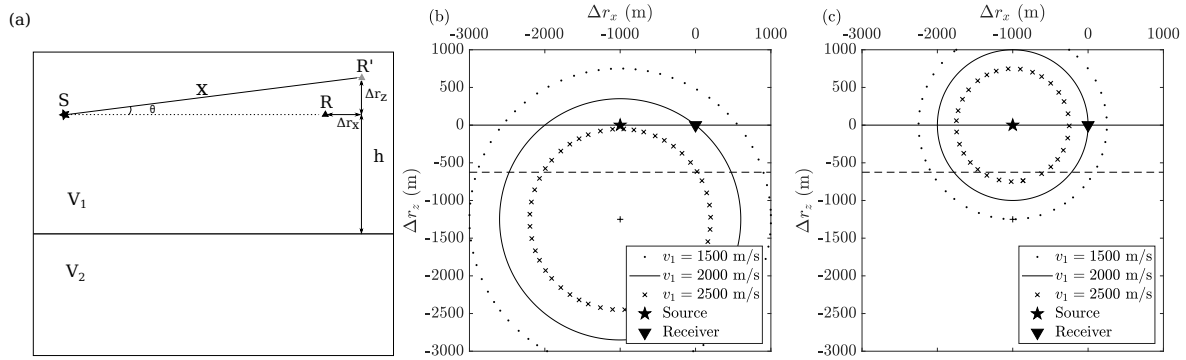 (a)
S
X
θ
R'
R
Δr_z
Δr_x
h
V_1
V_2
(b)
Δr_x (m)
-3000 -2000 -1000 0 1000
1000
500
0
-500
-1000
-1500
-2000
-2500
-3000
Δr_z (m)
v_1 = 1500 m/s
v_1 = 2000 m/s
v_1 = 2500 m/s
Source
Receiver
(c)
Δr_x (m)
-3000 -2000 -1000 0 1000
1000
500
0
-500
-1000
-1500
-2000
-2500
-3000
Δr_z (m)
v_1 = 1500 m/s
v_1 = 2000 m/s
v_1 = 2500 m/s
Source
Receiver